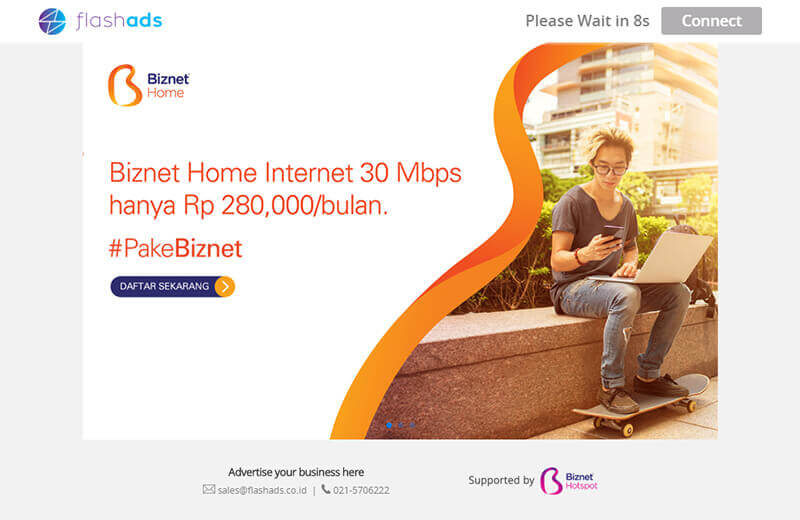 flashads
Please Wait in 8s
Connect
Biznet
Home
Biznet Home Internet 30 Mbps
hanya Rp 280,000/bulan.
#PakeBiznet
DAFTAR SEKARANG
Advertise your business here
sales@flashads.co.id | 021-5706222
Supported by
Biznet
Hotspot